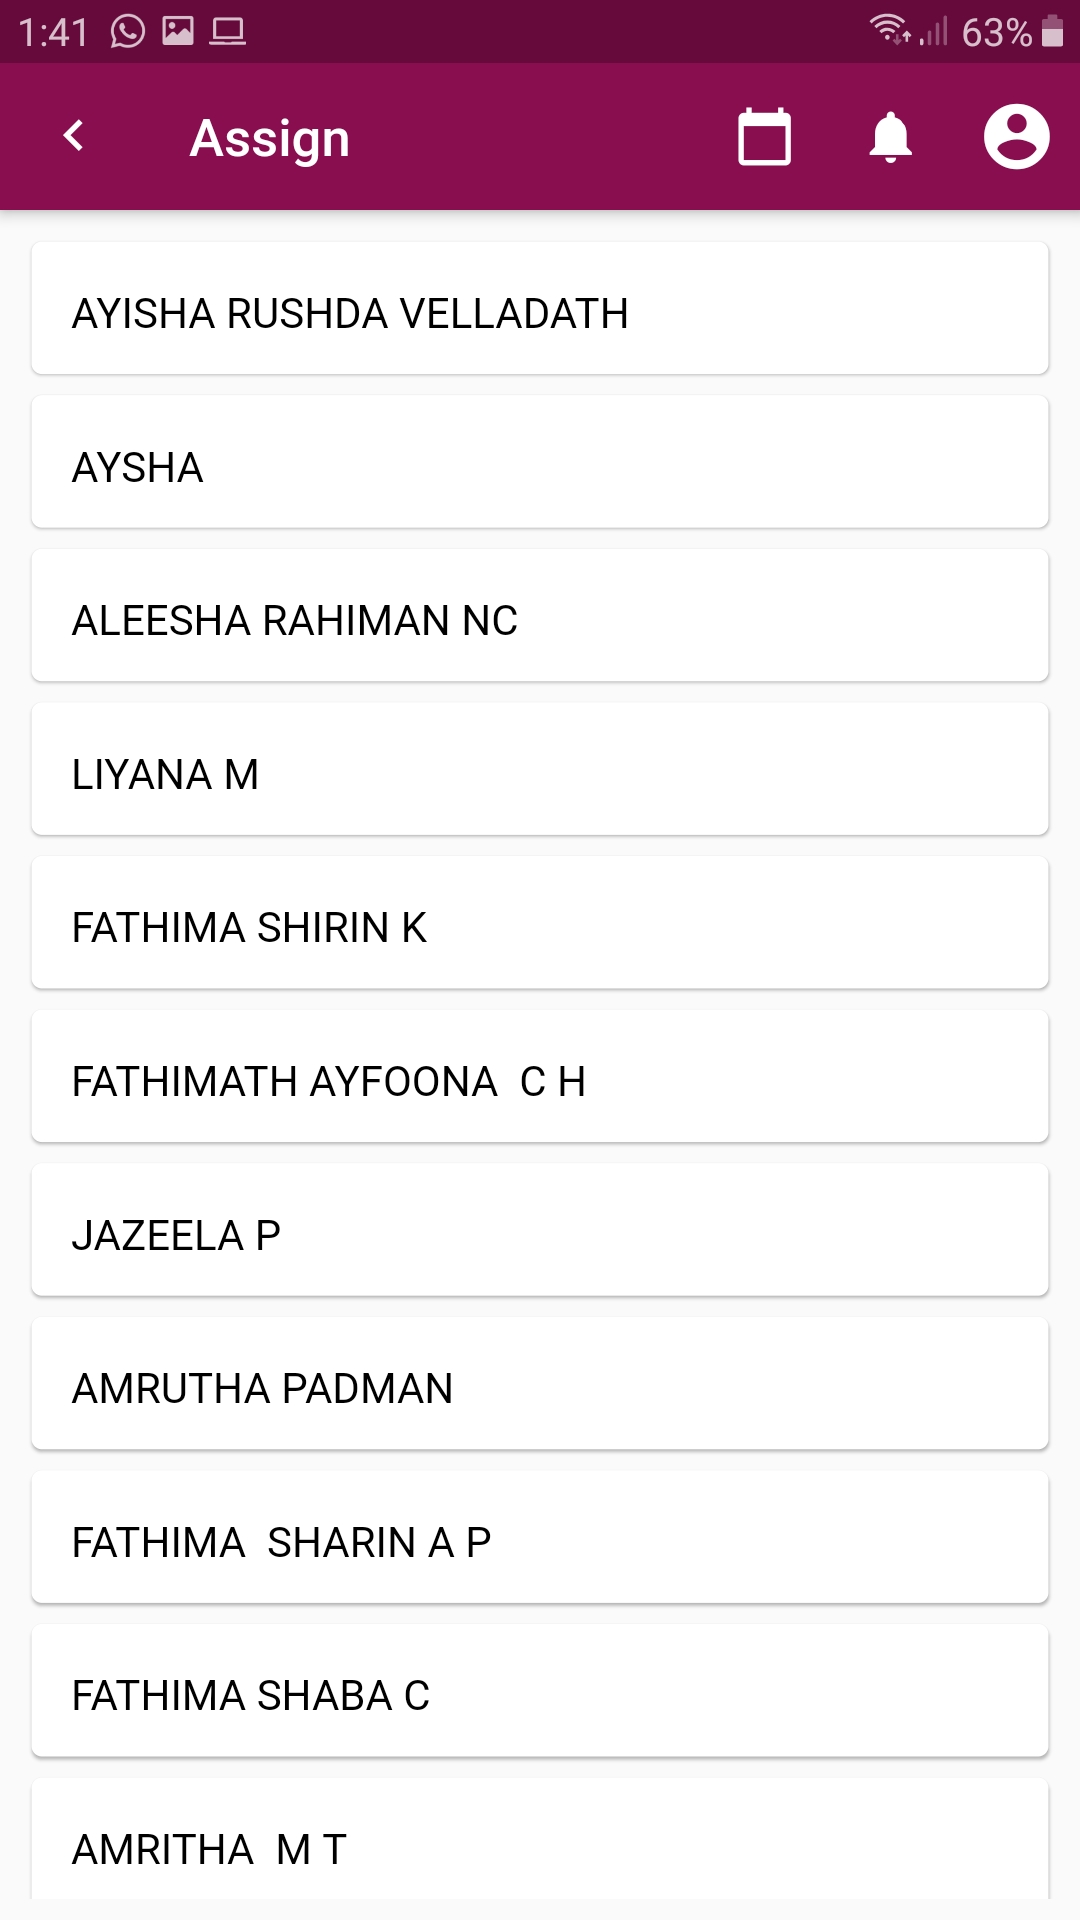 1:41 63%
Assign
AYISHA RUSHDA VELLADATH
AYSHA
ALEESHA RAHIMAN NC
LIYANA M
FATHIMA SHIRIN K
FATHIMATH AYFOONA  C H
JAZEELA P
AMRUTHA PADMAN
FATHIMA  SHARIN A P
FATHIMA SHABA C
AMRITHA  M T